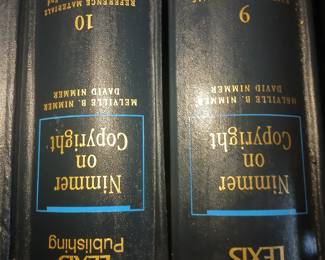 LEXIS
Nimmer
on
Copyright
MELVILLE B. NIMMER
DAVID NIMMER
9
LEXIS
Publishing
Nimmer
on
Copyright
MELVILLE B. NIMMER
DAVID NIMMER
10
REFERENCE MATERIALS